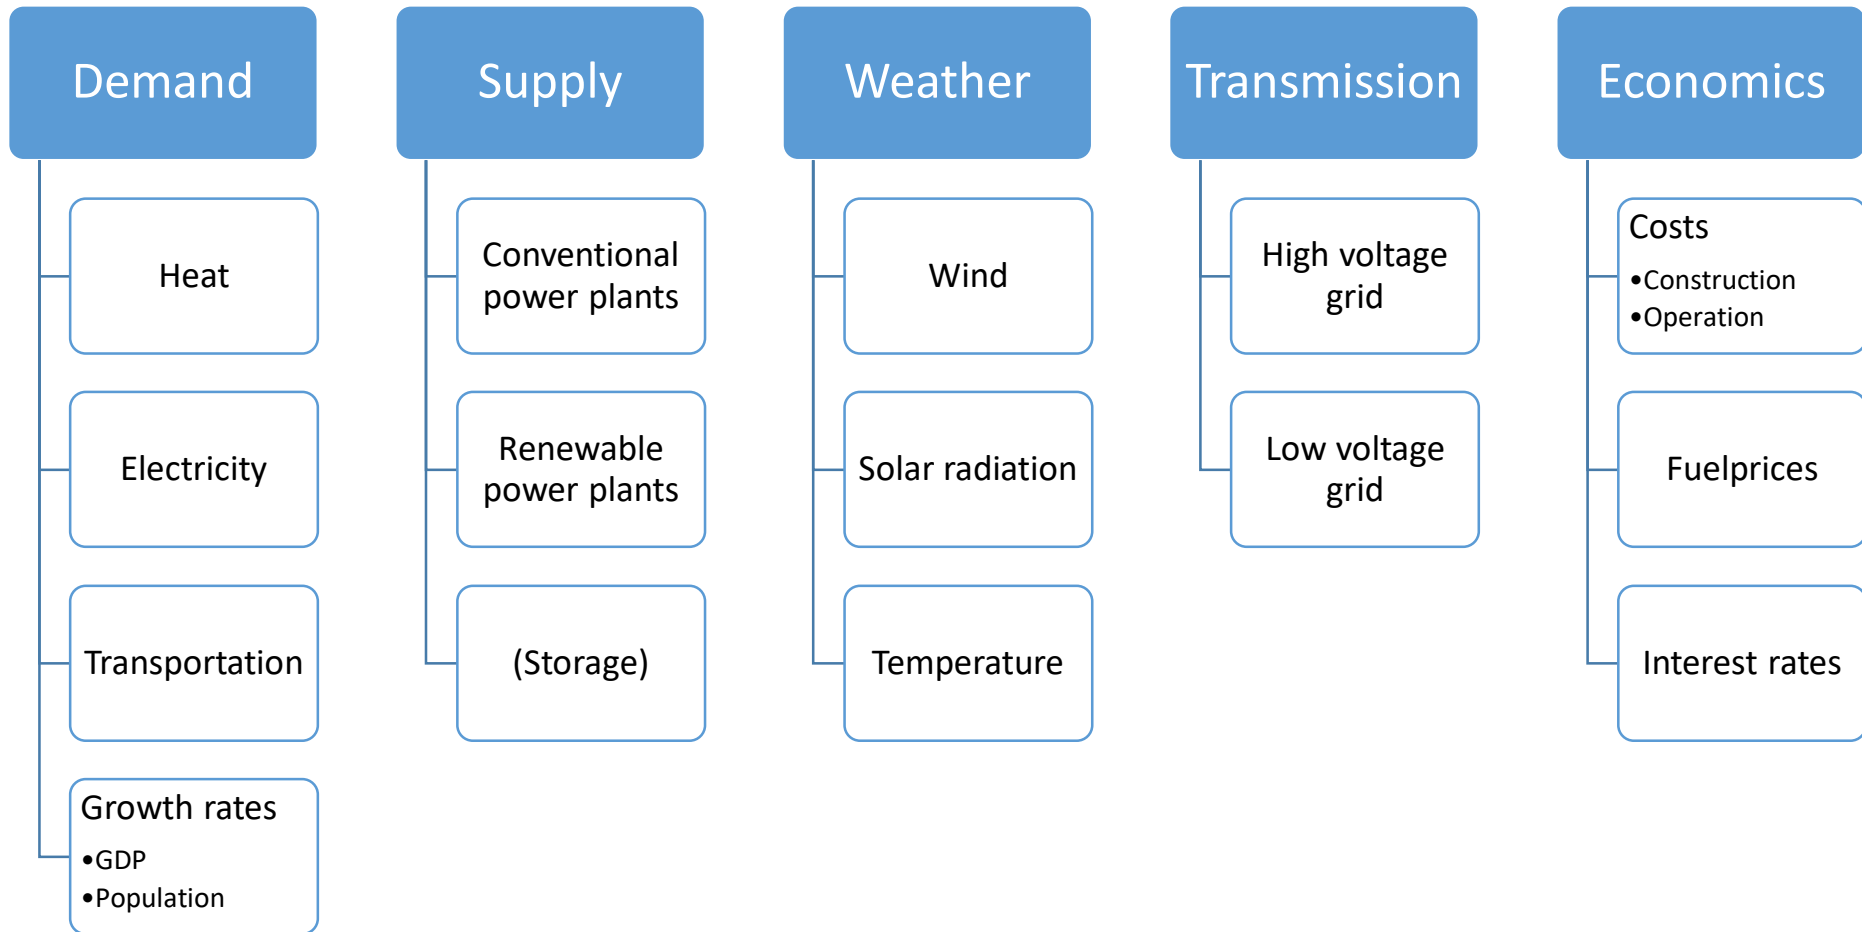 Demand
Heat
Electricity
Transportation
Growth rates
•GDP
•Population
Supply
Conventional
power plants
Renewable
power plants
(Storage)
Weather
Wind
Solar radiation
Temperature
Transmission
High voltage
grid
Low voltage
grid
Economics
Costs
•Construction
•Operation
Fuelprices
Interest rates